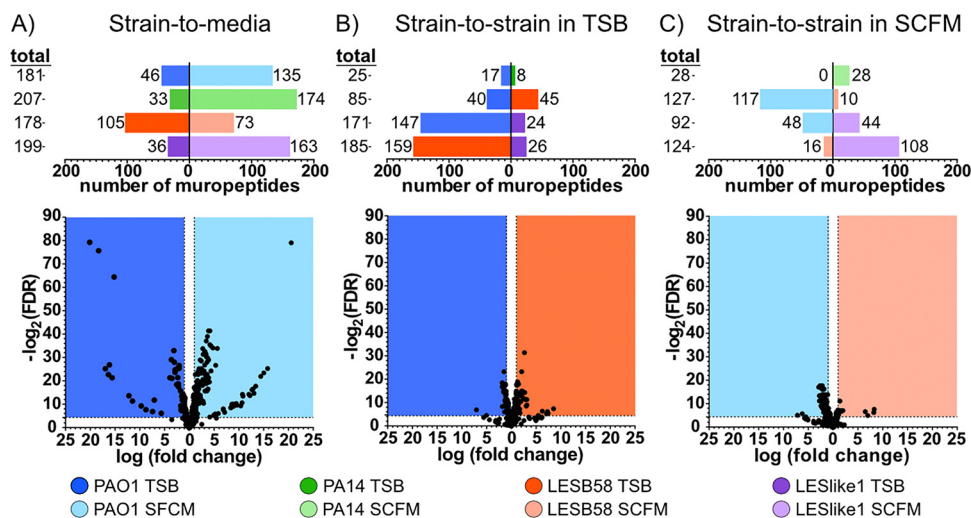 A) Strain-to-media
total
181- 46 135
207- 33 174
178- 105 73
199- 36 163
200 100 0 100 200
number of muropeptides
-log2(FDR)
90
80
70
60
50
40
30
20
10
0
25 20 15 10 5 0 5 10 15 20 25
log (fold change)
B) Strain-to-strain in TSB
total
25- 17 8
85- 40 45
171- 147 24
185- 159 26
200 100 0 100 200
number of muropeptides
-log2(FDR)
90
80
70
60
50
40
30
20
10
0
25 20 15 10 5 0 5 10 15 20 25
log (fold change)
C) Strain-to-strain in SCFM
total
28- 0 28
127- 117 10
92- 48 44
124- 16 108
200 100 0 100 200
number of muropeptides
-log2(FDR)
90
80
70
60
50
40
30
20
10
0
25 20 15 10 5 0 5 10 15 20 25
log (fold change)
PAO1 TSB PA14 TSB LESB58 TSB LESlike1 TSB
PAO1 SFCM PA14 SCFM LESB58 SCFM LESlike1 SCFM